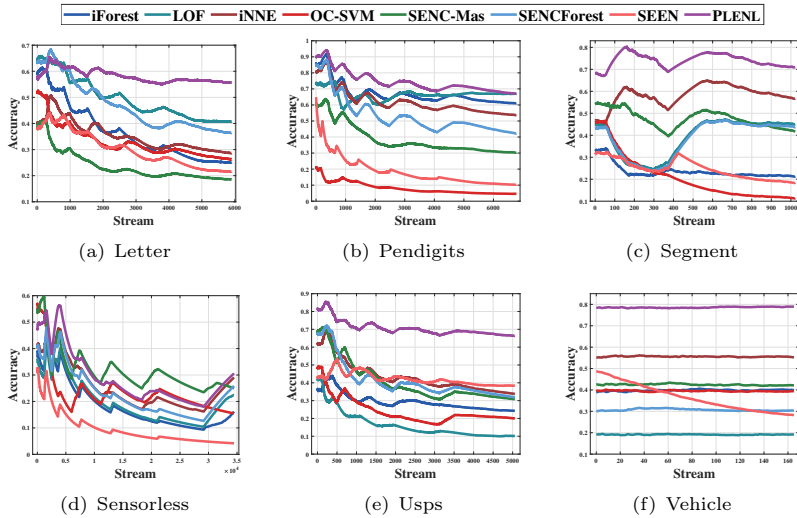 iForest LOF iNNE OC-SVM SENC-Mas SENCForest SEEN PLENL
0.7 0.6 0.5 0.4 0.3 0.2 0.1
Accuracy
0 1000 2000 3000 4000 5000 6000
Stream
(a) Letter
1 0.9 0.8 0.7 0.6 0.5 0.4 0.3 0.2 0.1 0
Accuracy
0 1000 2000 3000 4000 5000 6000
Stream
(b) Pendigits
0.8 0.7 0.6 0.5 0.4 0.3 0.2 0.1
Accuracy
0 100 200 300 400 500 600 700 800 900 1000
Stream
(c) Segment
0.6 0.5 0.4 0.3 0.2 0.1 0
Accuracy
0 0.5 1 1.5 2 2.5 3 3.5
× 10⁴
Stream
(d) Sensorless
0.9 0.8 0.7 0.6 0.5 0.4 0.3 0.2 0.1 0
Accuracy
0 500 1000 1500 2000 2500 3000 3500 4000 4500 5000
Stream
(e) Usps
0.8 0.7 0.6 0.5 0.4 0.3 0.2 0.1 0
Accuracy
0 20 40 60 80 100 120 140 160
Stream
(f) Vehicle